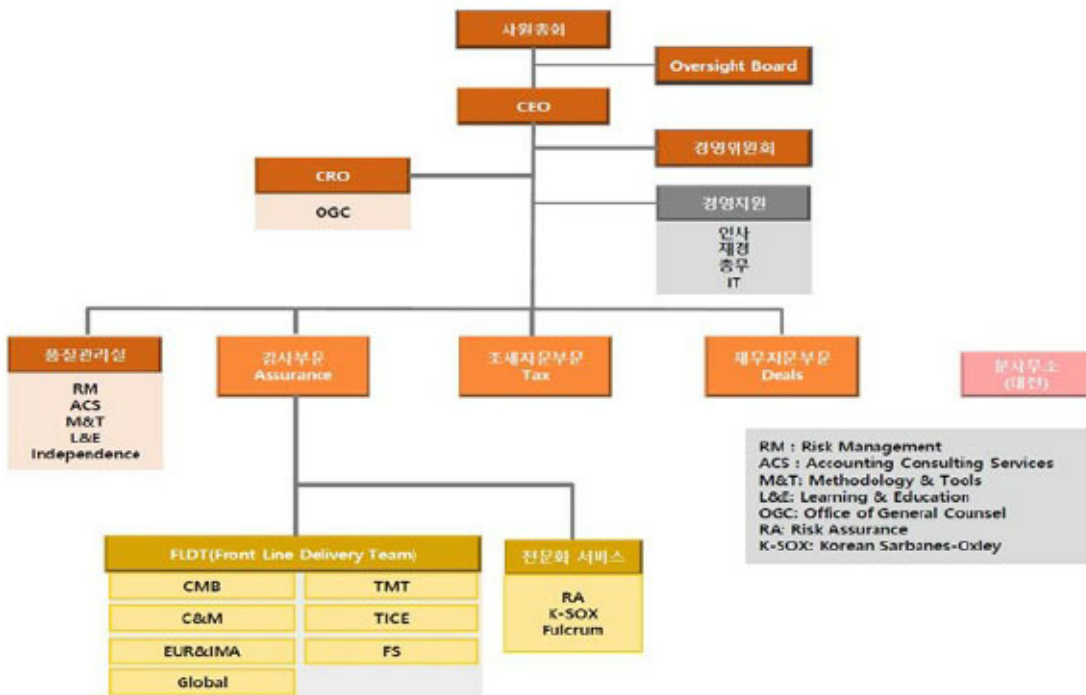 사원총회
Oversight Board
CEO
경영위원회
CRO
OGC
경영지원
인사
재경
총무
IT
품질관리실
RM
ACS
M&T
L&E
Independence
감사부문
Assurance
조세자문부문
Tax
재무자문부문
Deals
분사무소
(대전)
RM : Risk Management
ACS : Accounting Consulting Services
M&T: Methodology & Tools
L&E: Learning & Education
OGC: Office of General Counsel
RA: Risk Assurance
K-SOX: Korean Sarbanes-Oxley
FLDT(Front Line Delivery Team)
CMB
TMT
C&M
TICE
EUR&IMA
FS
Global
전문화 서비스
RA
K-SOX
Fulcrum